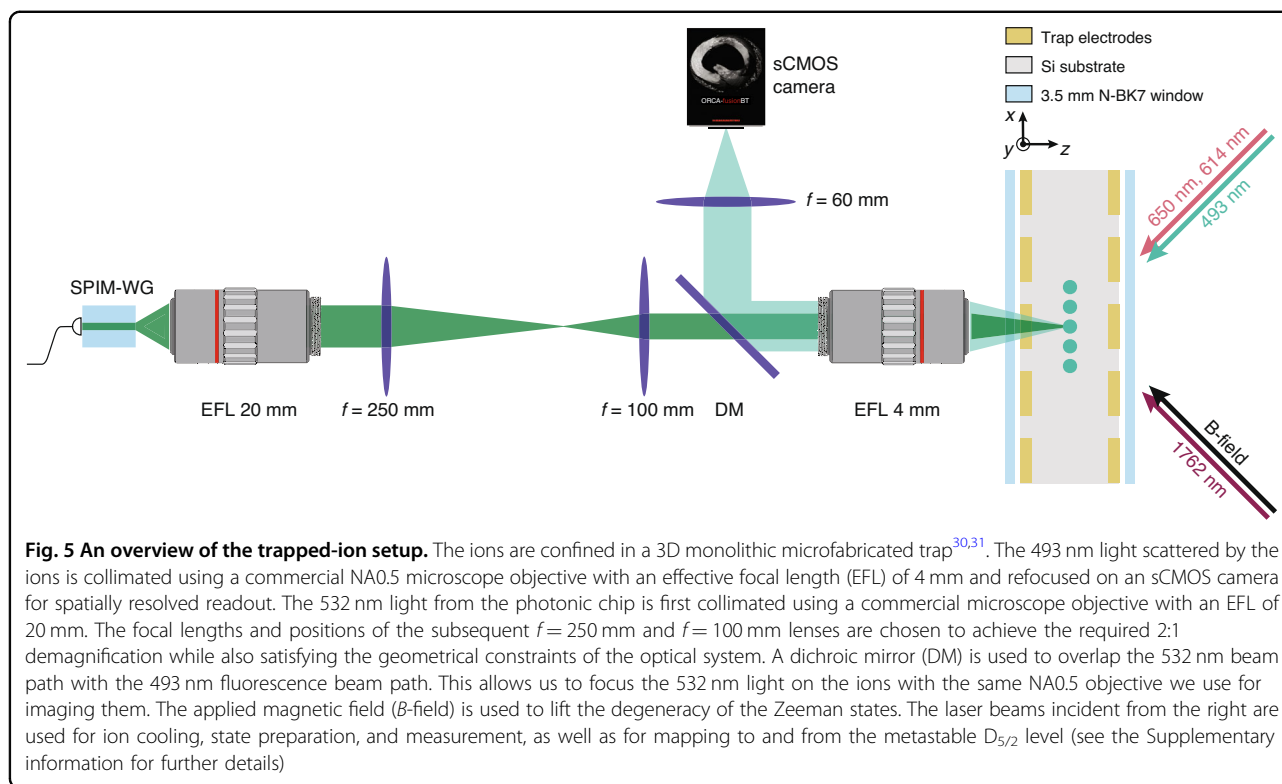 sCMOS
camera
ORCA-fusionBT
Trap electrodes
Si substrate
3.5 mm N-BK7 window
x
y
z
650 nm, 614 nm
493 nm
f = 60 mm
SPIM-WG
EFL 20 mm
f = 250 mm
f = 100 mm
DM
EFL 4 mm
B-field
1762 nm
Fig. 5 An overview of the trapped-ion setup. The ions are confined in a 3D monolithic microfabricated trap30,31. The 493 nm light scattered by the
ions is collimated using a commercial NA0.5 microscope objective with an effective focal length (EFL) of 4 mm and refocused on an sCMOS camera
for spatially resolved readout. The 532 nm light from the photonic chip is first collimated using a commercial microscope objective with an EFL of
20 mm. The focal lengths and positions of the subsequent f = 250 mm and f = 100 mm lenses are chosen to achieve the required 2:1
demagnification while also satisfying the geometrical constraints of the optical system. A dichroic mirror (DM) is used to overlap the 532 nm beam
path with the 493 nm fluorescence beam path. This allows us to focus the 532 nm light on the ions with the same NA0.5 objective we use for
imaging them. The applied magnetic field (B-field) is used to lift the degeneracy of the Zeeman states. The laser beams incident from the right are
used for ion cooling, state preparation, and measurement, as well as for mapping to and from the metastable D5/2 level (see the Supplementary
information for further details)